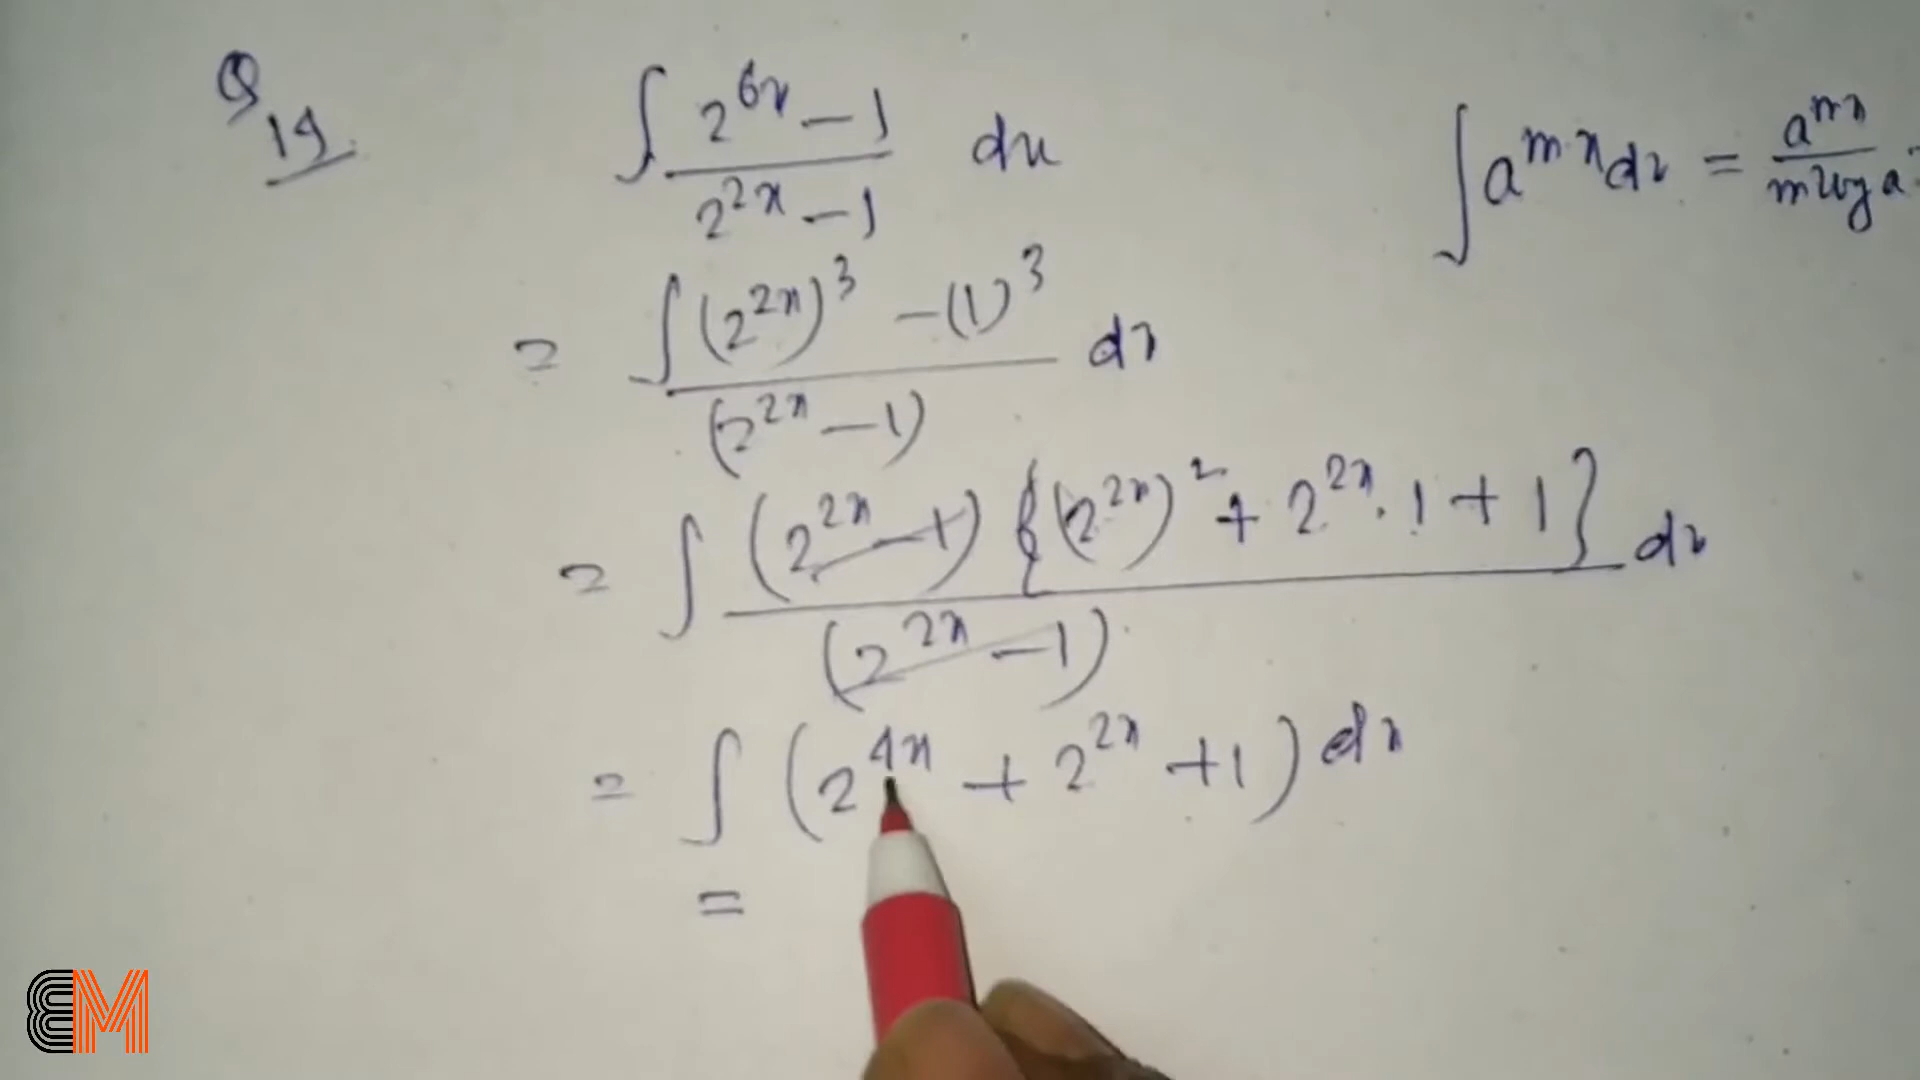 Q 19
∫ (2^{6x} - 1)/(2^{2x} - 1) dx
∫ a^{mx} dx = a^{mx}/(m log a)
= ∫ ((2^{2x})^3 - (1)^3)/(2^{2x} - 1) dx
= ∫ (2^{2x} - 1) {(2^{2x})^2 + 2^{2x} · 1 + 1}/(2^{2x} - 1) dx
= ∫ (2^{4x} + 2^{2x} + 1) dx
=
EM